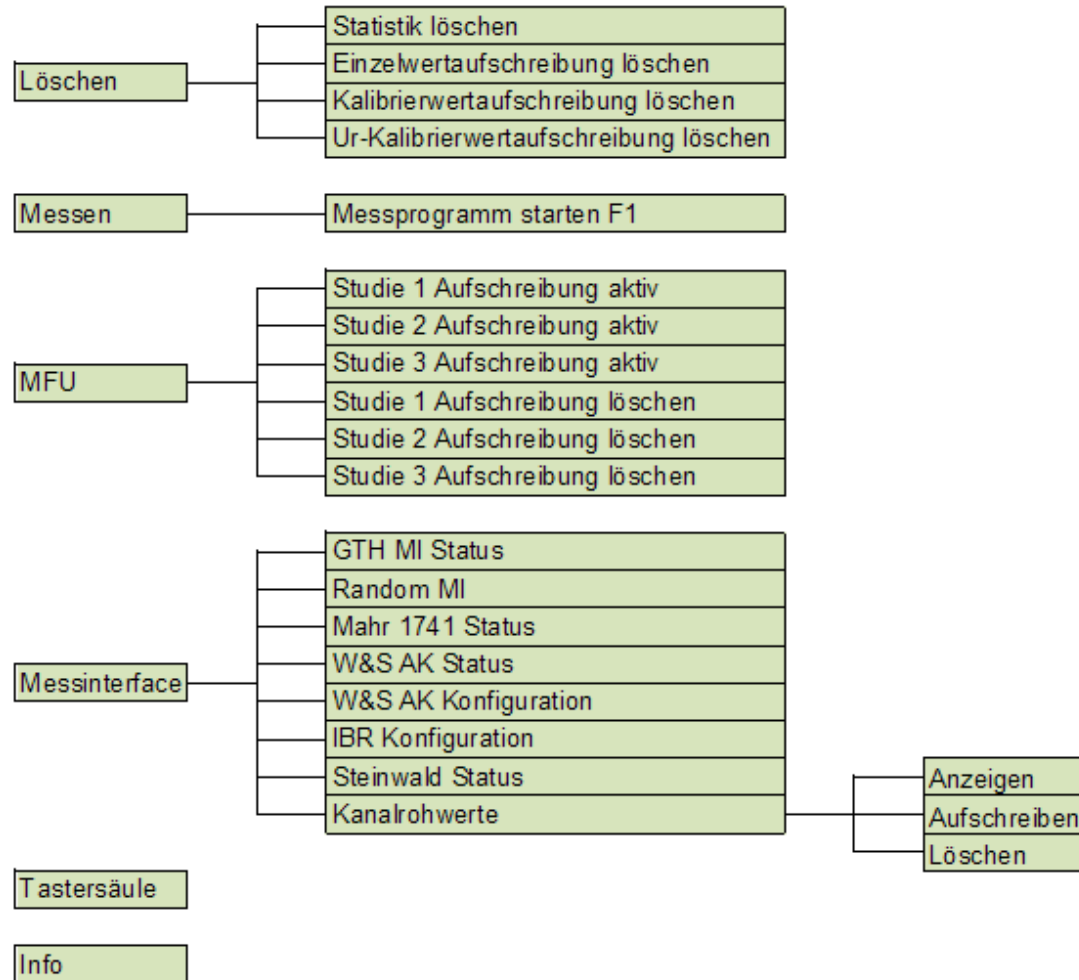 Löschen
Statistik löschen
Einzelwertaufschreibung löschen
Kalibrierwertaufschreibung löschen
Ur-Kalibrierwertaufschreibung löschen
Messen
Messprogramm starten F1
MFU
Studie 1 Aufschreibung aktiv
Studie 2 Aufschreibung aktiv
Studie 3 Aufschreibung aktiv
Studie 1 Aufschreibung löschen
Studie 2 Aufschreibung löschen
Studie 3 Aufschreibung löschen
Messinterface
GTH MI Status
Random MI
Mahr 1741 Status
W&S AK Status
W&S AK Konfiguration
IBR Konfiguration
Steinwald Status
Kanalrohwerte
Anzeigen
Aufschreiben
Löschen
Tastersäule
Info